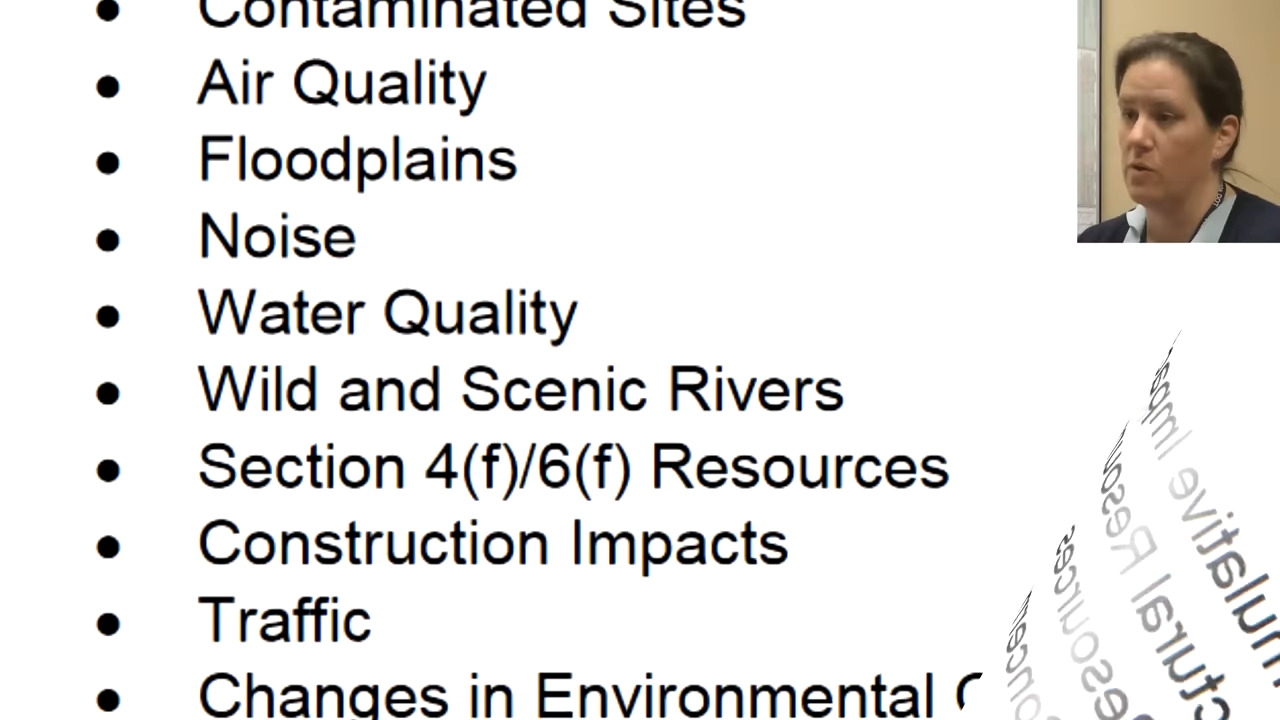 Contaminated Sites
Air Quality
Floodplains
Noise
Water Quality
Wild and Scenic Rivers
Section 4(f)/6(f) Resources
Construction Impacts
Traffic
Changes in Environmental